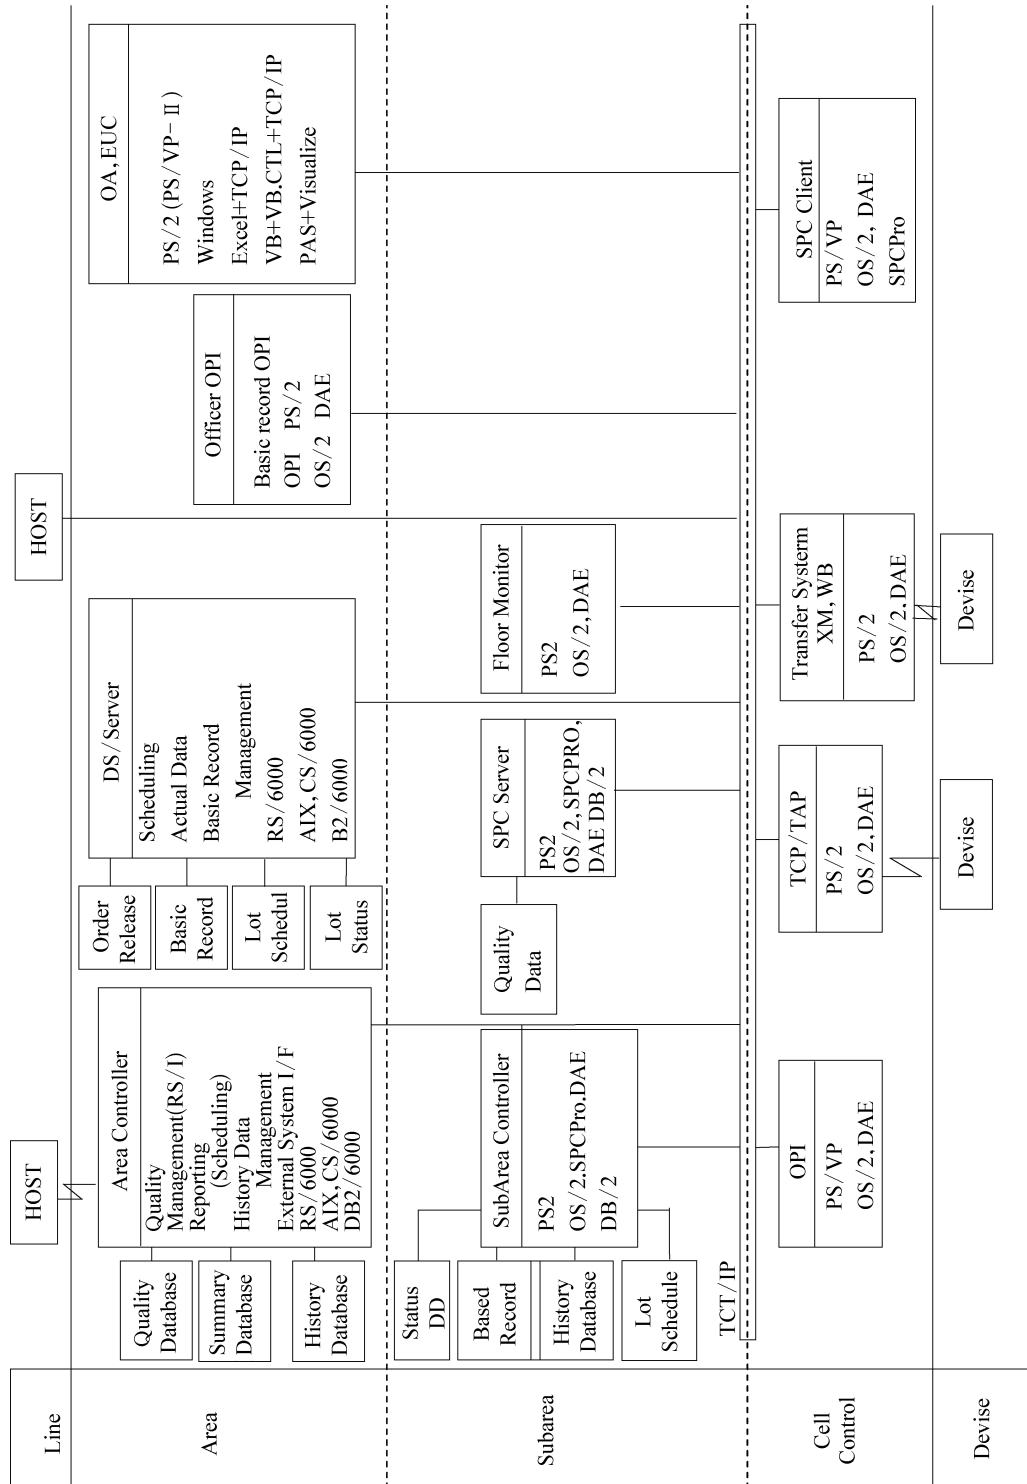 Line
HOST
HOST
Area
Quality
Database
Summary
Database
History
Database
Area Controller
Quality
Management(RS/I)
Reporting
(Scheduling)
History Data
Management
External System I/F
RS/6000
AIX,CS/6000
DB2/6000
Order
Release
Basic
Record
Lot
Schedul
Lot
Status
DS/Server
Scheduling
Actual Data
Basic Record
Management
RS/6000
AIX,CS/6000
B2/6000
Officer OPI
Basic record OPI
OPI PS/2
OS/2 DAE
OA,EUC
PS/2 (PS/VP-Ⅱ)
Windows
Excel+TCP/IP
VB+VB.CTL+TCP/IP
PAS+Visualize
Subarea
Status
DD
Based
Record
History
Database
Lot
Schedule
SubArea Controller
PS2
OS/2.SPCPro.DAE
DB/2
Quality
Data
SPC Server
PS2
OS/2,SPCPRO,
DAE DB/2
Floor Monitor
PS2
OS/2,DAE
TCT/IP
Cell
Control
OPI
PS/VP
OS/2,DAE
TCP/TAP
PS/2
OS/2,DAE
Transfer Systerm
XM,WB
PS/2
OS/2.DAE
SPC Client
PS/VP
OS/2, DAE
SPCPro
Devise
Devise
Devise